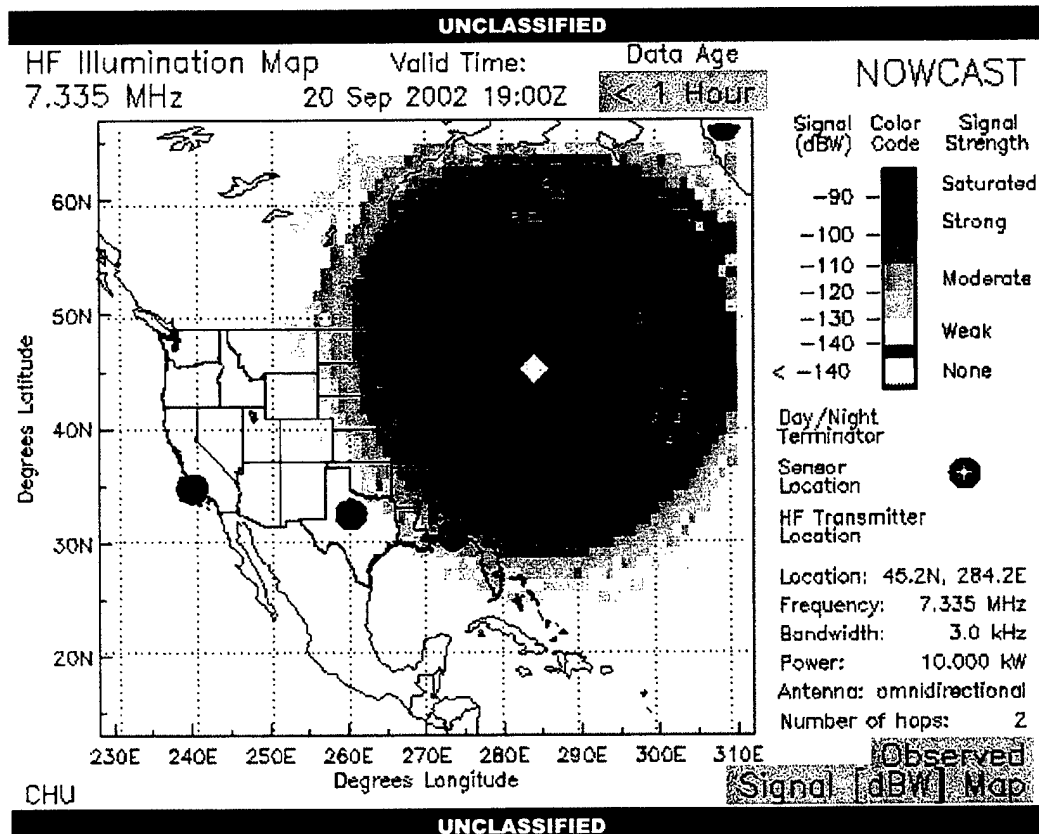 UNCLASSIFIED
HF Illumination Map
Valid Time:
Data Age
7.335 MHz
20 Sep 2002 19:00Z
< 1 Hour
NOWCAST
Signal (dBW)
Color Code
Signal Strength
-90
-100
-110
-120
-130
-140
< -140
Saturated
Strong
Moderate
Weak
None
Day/Night
Terminator
Sensor
Location
HF Transmitter
Location
Location: 45.2N, 284.2E
Frequency: 7.335 MHz
Bandwidth: 3.0 kHz
Power: 10.000 kW
Antenna: omnidirectional
Number of hops: 2
Degrees Latitude
60N
50N
40N
30N
20N
230E 240E 250E 260E 270E 280E 290E 300E 310E
Degrees Longitude
CHU
Observed
Signal [dBW] Map
UNCLASSIFIED